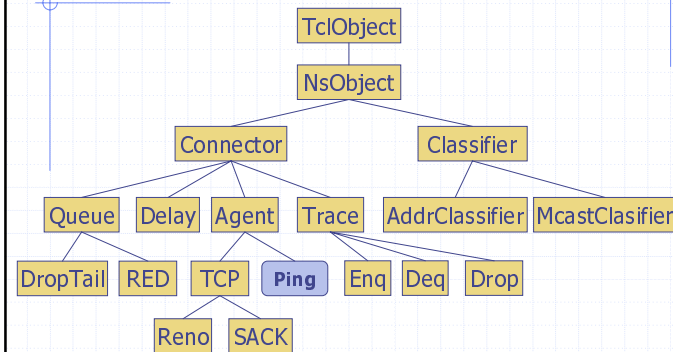 TclObject
NsObject
Connector
Classifier
Queue
Delay
Agent
Trace
AddrClassifier
McastClasifier
DropTail
RED
TCP
Ping
Enq
Deq
Drop
Reno
SACK